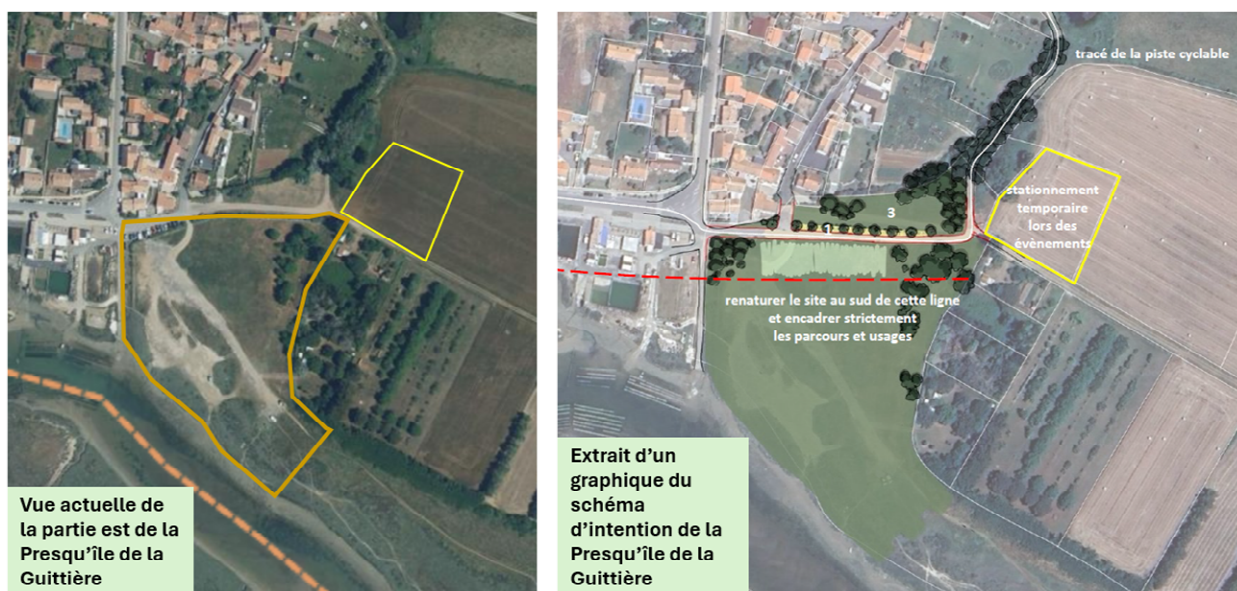 Vue actuelle de
la partie est de la
Presqu’île de la
Guittière
tracé de la piste cyclable
3
1
stationnement
temporaire
lors des
évènements
renaturer le site au sud de cette ligne
et encadrer strictement
les parcours et usages
Extrait d’un
graphique du
schéma
d’intention de la
Presqu’île de la
Guittière